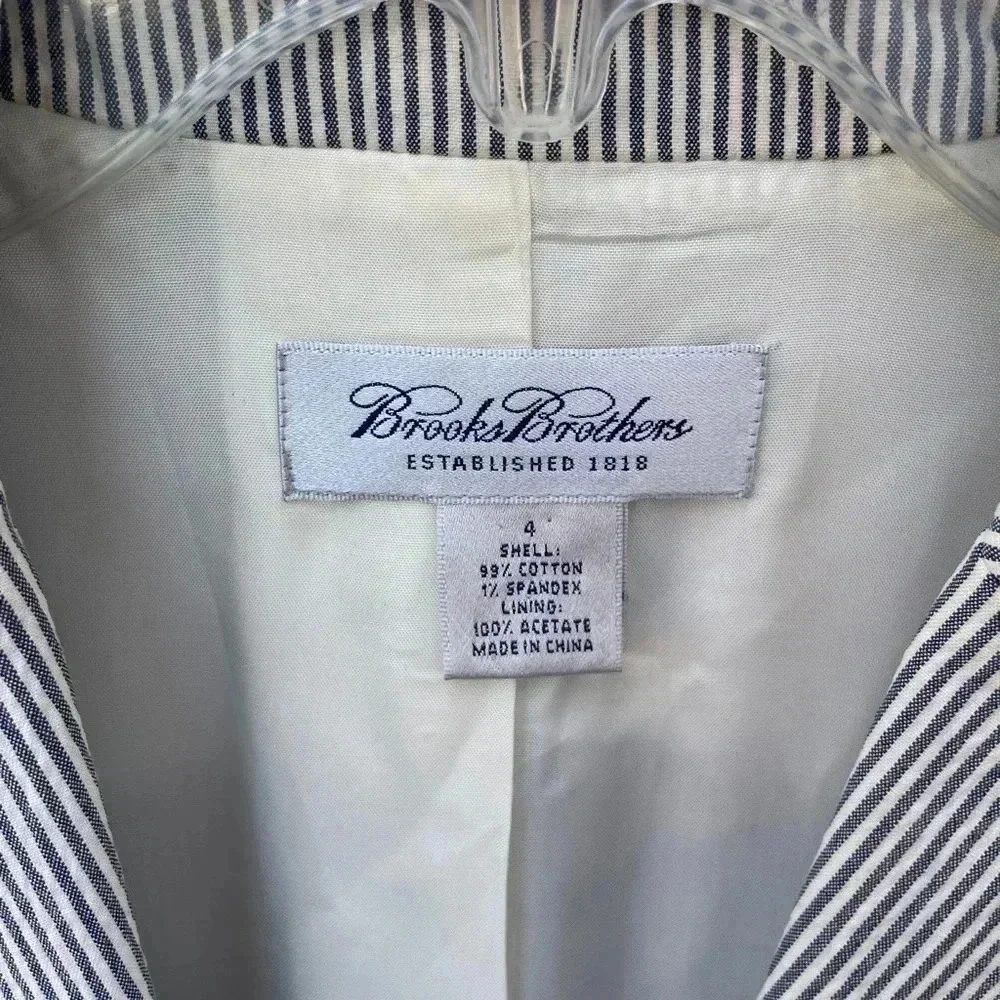 Brooks Brothers
ESTABLISHED 1818
4
SHELL:
99% COTTON
1% SPANDEX
LINING:
100% ACETATE
MADE IN CHINA